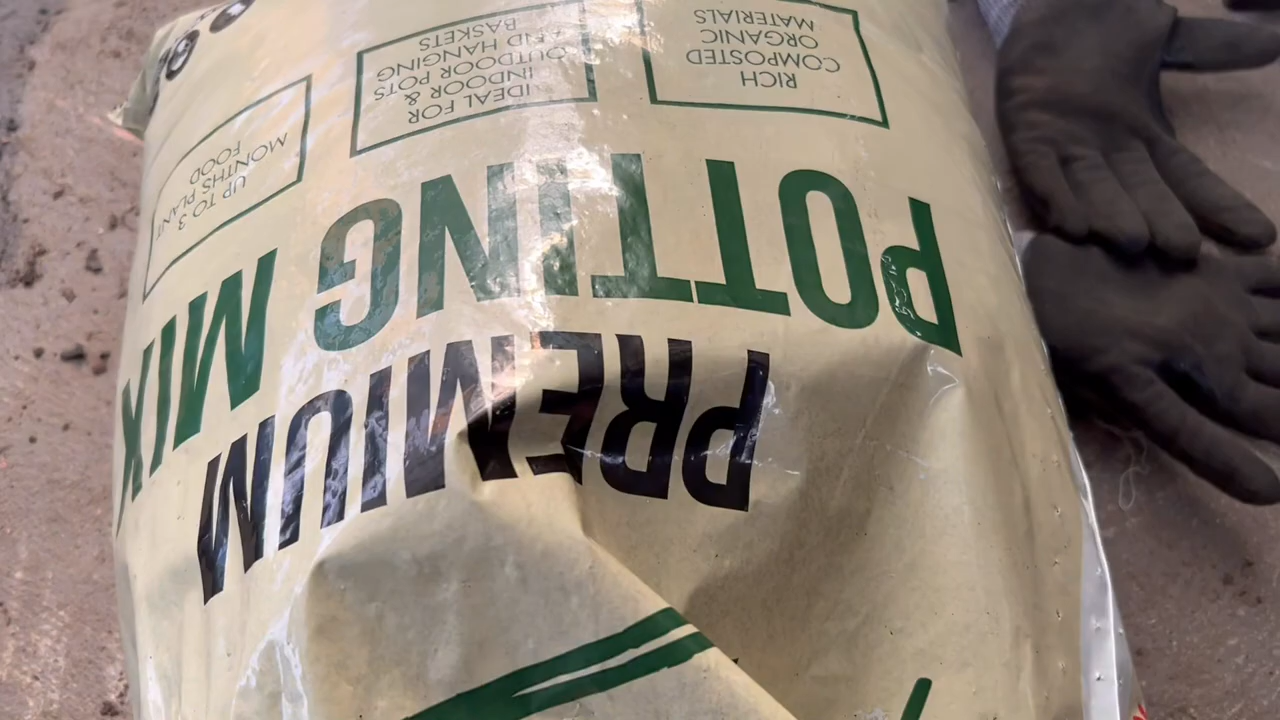 PREMIUM
POTTING MIX
RICH
COMPOSTED
ORGANIC
MATERIALS
IDEAL FOR
INDOOR &
OUTDOOR POTS
AND HANGING
BASKETS
UP TO 3
MONTHS PLANT
FOOD